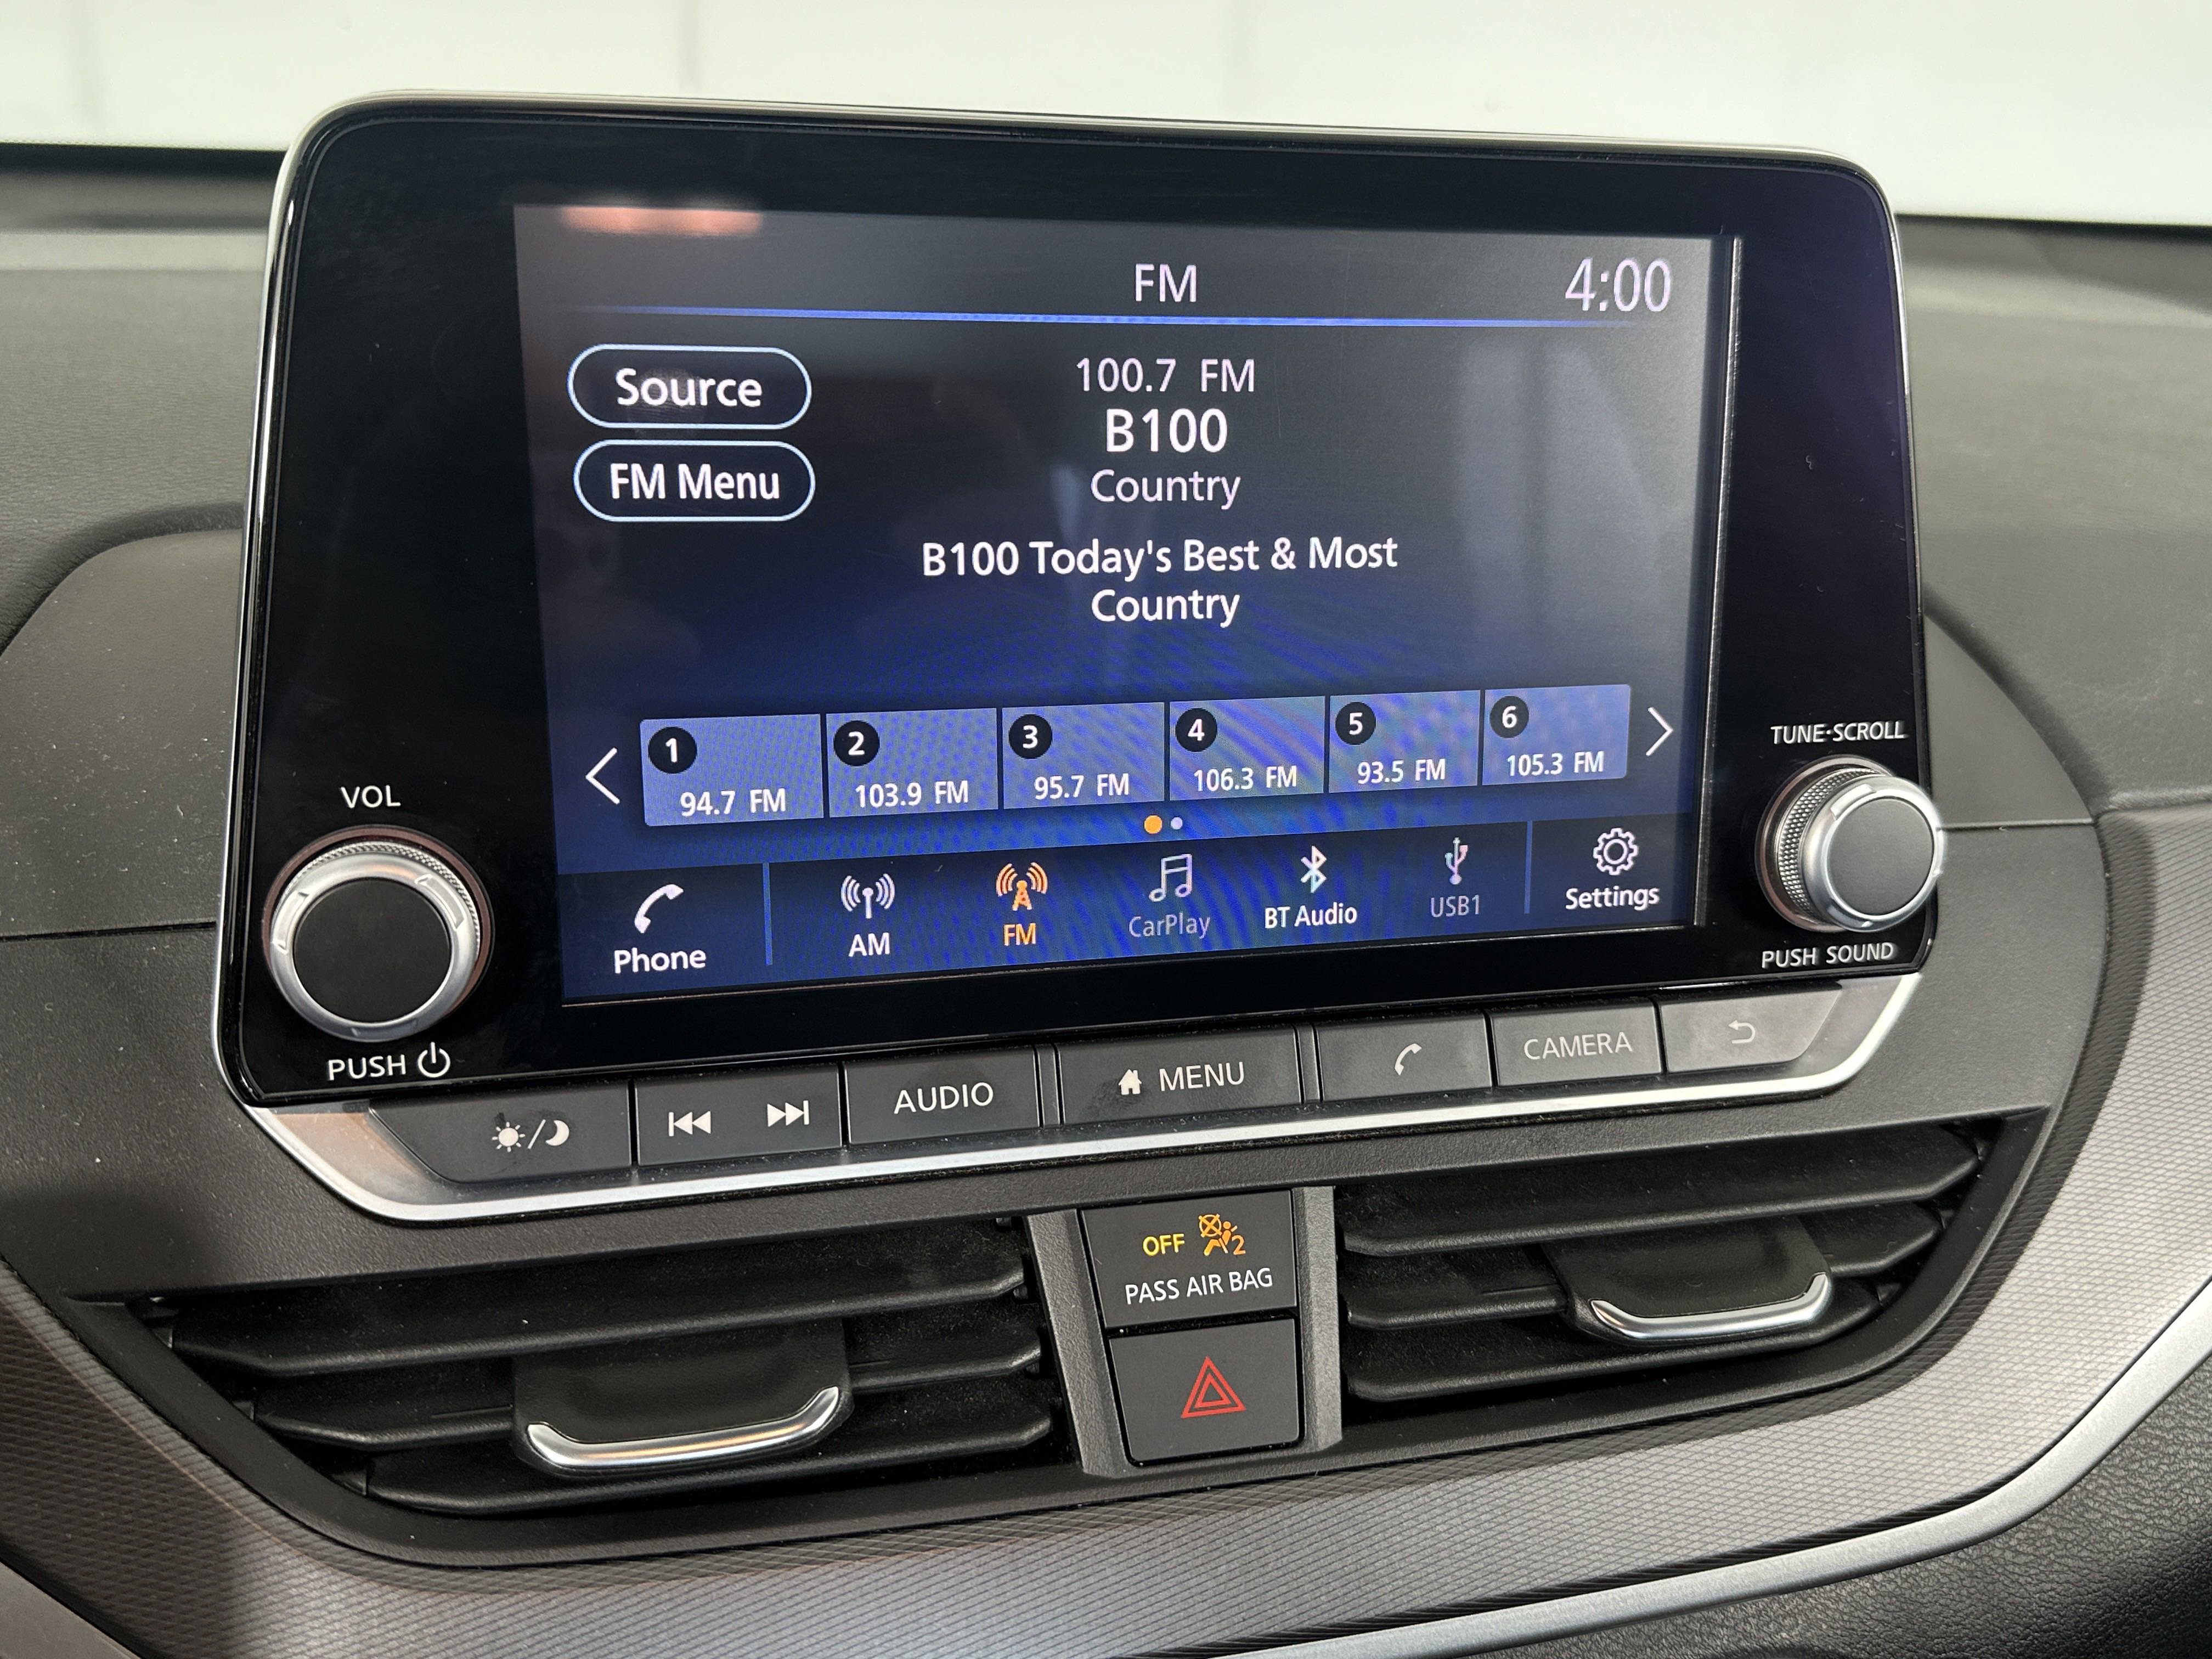 FM
4:00
Source
100.7 FM
B100
FM Menu
Country
B100 Today's Best & Most
Country
1
2
3
4
5
6
94.7 FM
103.9 FM
95.7 FM
106.3 FM
93.5 FM
105.3 FM
Phone
AM
FM
CarPlay
BT Audio
USB1
Settings
VOL
PUSH
TUNE·SCROLL
PUSH SOUND
AUDIO
MENU
CAMERA
OFF 2
PASS AIR BAG